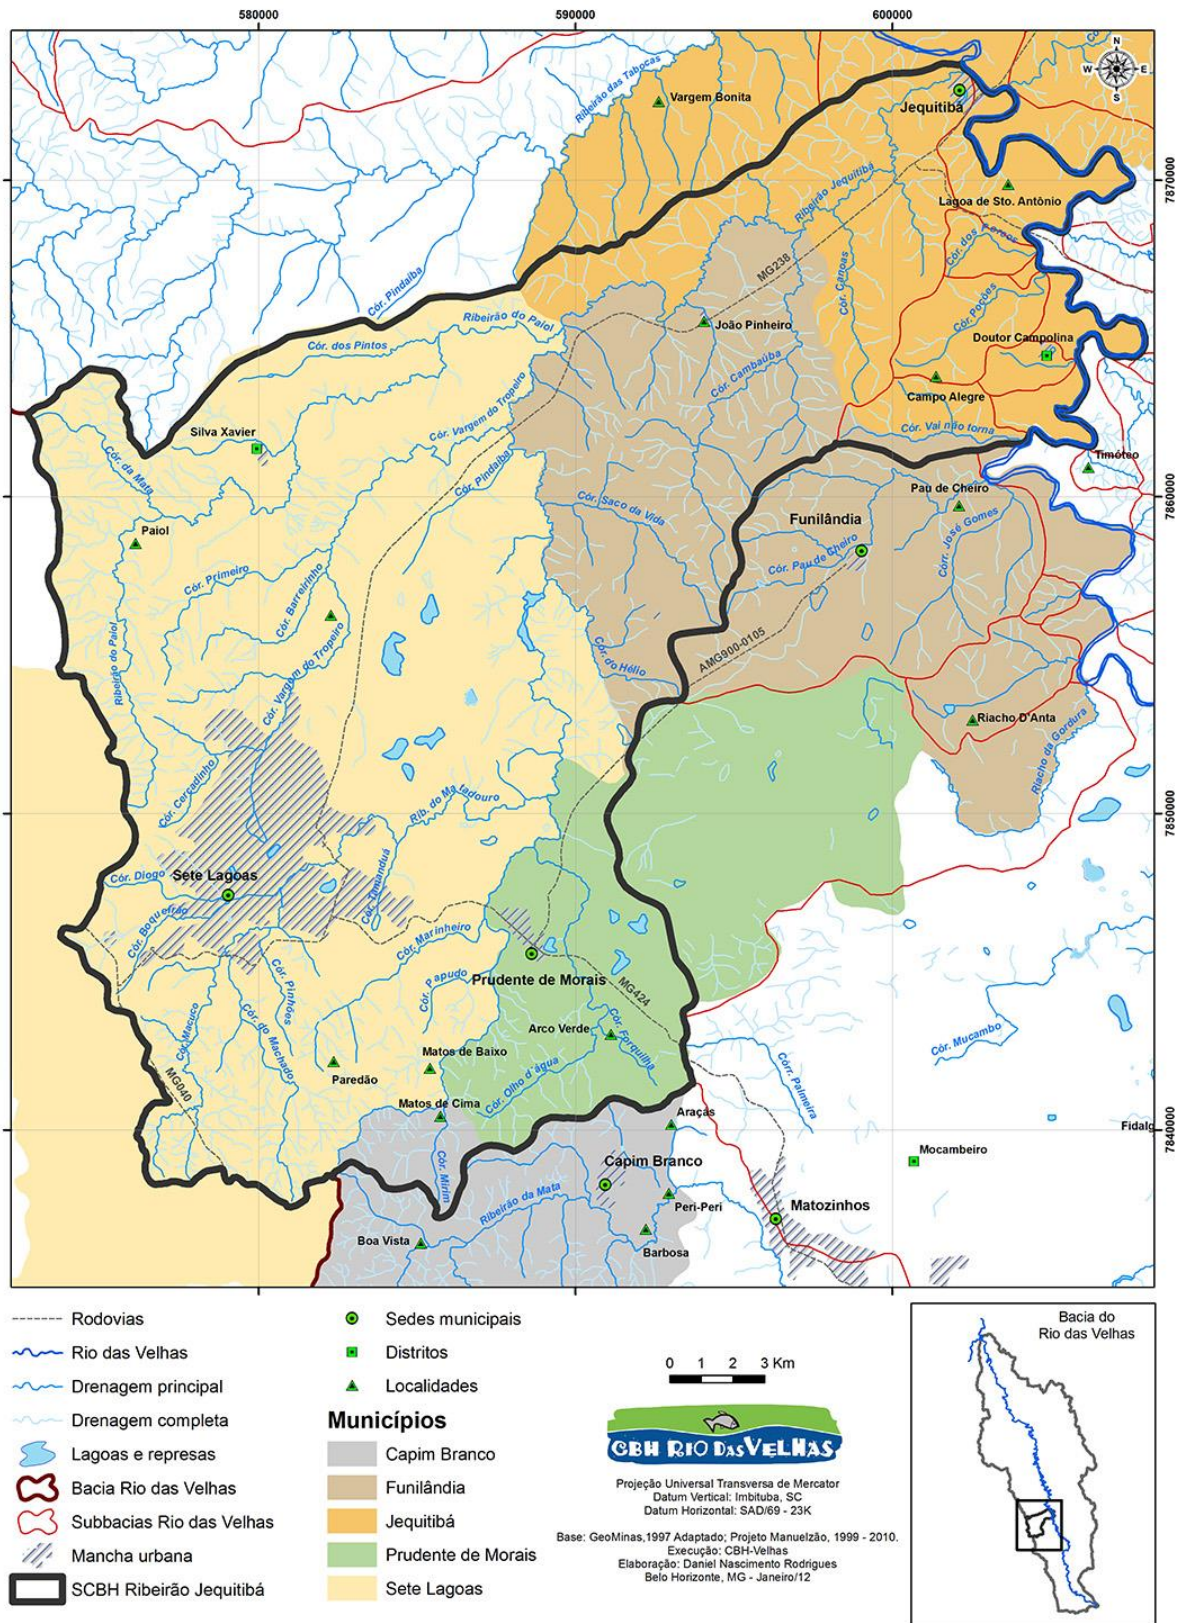 580000
590000
600000
N
W
E
S
Ribeirão das Tabocas
Vargem Bonita
Jequitibá
7870000
Ribeirão Jequitibá
Lagoa de Sto. Antônio
Cór. dos Porcos
MG238
Cór. Pindaíba
Cór. Canoas
Cór. Poções
Ribeirão do Paiol
João Pinheiro
Doutor Campolina
Cór. dos Pintos
Cór. Cambaúba
Campo Alegre
Cór. Vargem do Tropeiro
Silva Xavier
Cór. Vai não torna
Cór. da Mata
Cór. Pindaíba
Timóteo
Pau de Cheiro
7860000
Cór. Saco da Vida
Funilândia
Córr. José Gomes
Paiol
Cór. Pau de Cheiro
Cór. Primeiro
Cór. Barreirinho
Ribeirão do Paiol
Cór. Vargem do Tropeiro
Cór. do Hélio
AMG900-0105
Riacho D'Anta
Riacho da Gordura
Cór. Cercadinho
Rib. do Matadouro
7850000
Cór. Diogo
Sete Lagoas
Cór. Tamanduá
Cór. Boqueirão
Cór. Marinheiro
Cór. Papudo
Prudente de Morais
MG424
Cór. Pinhões
Cór. Macuco
Cór. do Machado
Arco Verde
Cór. Forquilha
Cór. Mucambo
Matos de Baixo
Paredão
Cór. Olho d'água
Córr. Palmeira
MG040
Matos de Cima
Araçás
Fidalg
7840000
Mocambeiro
Capim Branco
Cór. Mirim
Ribeirão da Mata
Peri-Peri
Matozinhos
Boa Vista
Barbosa
Rodovias
Rio das Velhas
Drenagem principal
Drenagem completa
Lagoas e represas
Bacia Rio das Velhas
Subbacias Rio das Velhas
Mancha urbana
SCBH Ribeirão Jequitibá
Sedes municipais
Distritos
Localidades
Municípios
Capim Branco
Funilândia
Jequitibá
Prudente de Morais
Sete Lagoas
0 1 2 3 Km
CBH RIO DAS VELHAS
Projeção Universal Transversa de Mercator
Datum Vertical: Imbituba, SC
Datum Horizontal: SAD/69 - 23K
Base: GeoMinas,1997 Adaptado; Projeto Manuelzão, 1999 - 2010.
Execução: CBH-Velhas
Elaboração: Daniel Nascimento Rodrigues
Belo Horizonte, MG - Janeiro/12
Bacia do
Rio das Velhas